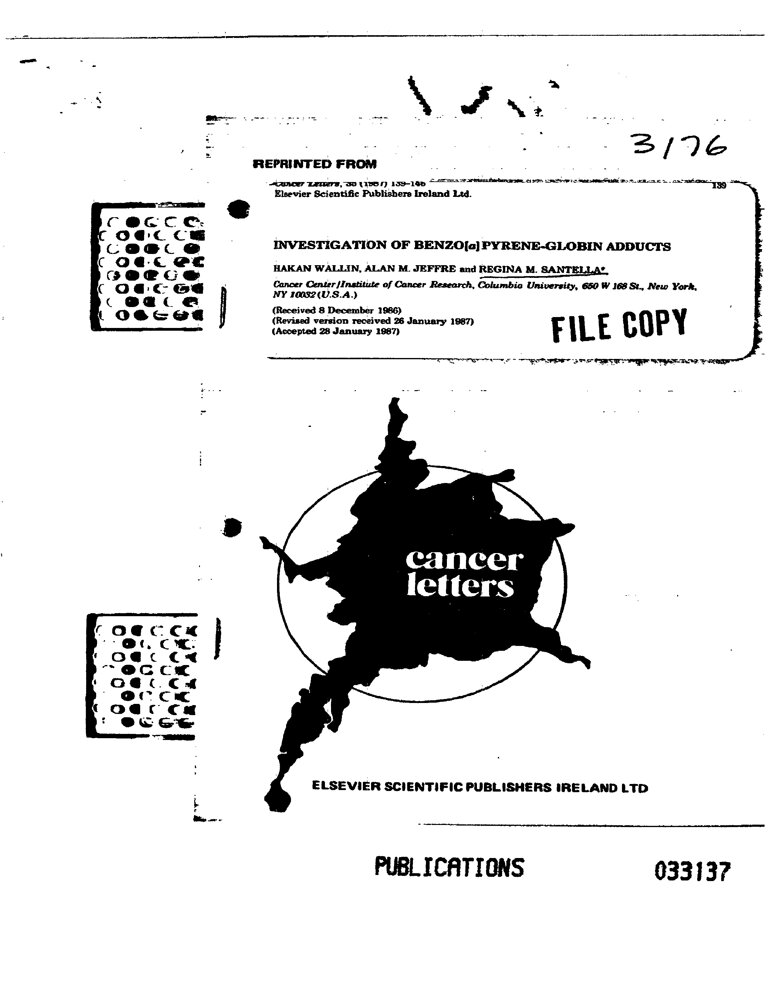 3176
REPRINTED FROM
Cancer Letters, 35 (1987) 139-146
139
Elsevier Scientific Publishers Ireland Ltd.
INVESTIGATION OF BENZO[a]PYRENE-GLOBIN ADDUCTS
HAKAN WALLIN, ALAN M. JEFFRE and REGINA M. SANTELLA*
Cancer Center/Institute of Cancer Research, Columbia University, 650 W 168 St., New York,
NY 10032 (U.S.A.)
(Received 8 December 1986)
(Revised version received 26 January 1987)
(Accepted 28 January 1987)
FILE COPY
cancer
letters
ELSEVIER SCIENTIFIC PUBLISHERS IRELAND LTD
PUBLICATIONS 033137